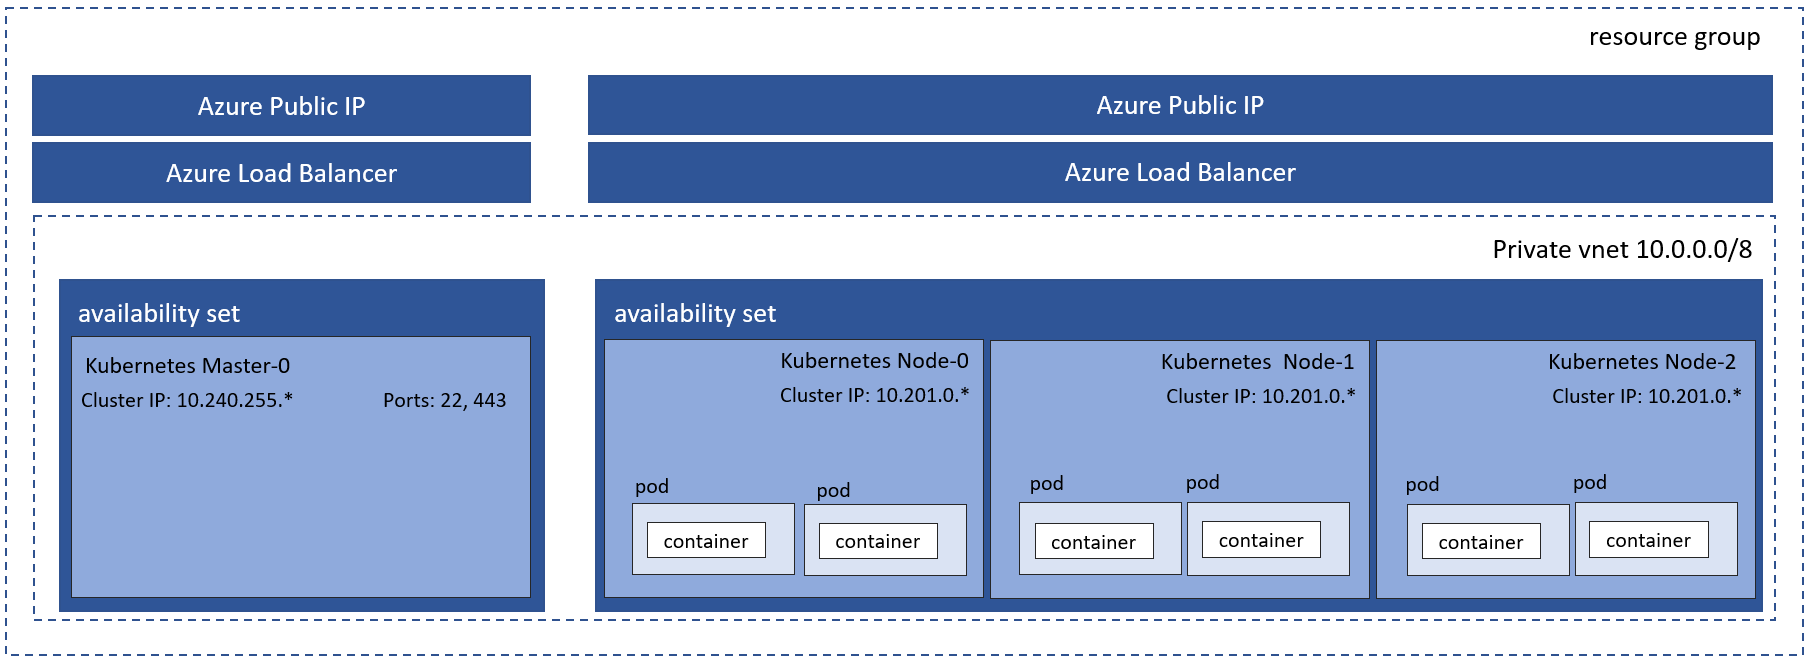 resource group
Azure Public IP
Azure Load Balancer
Azure Public IP
Azure Load Balancer
Private vnet 10.0.0.0/8
availability set
Kubernetes Master-0
Cluster IP: 10.240.255.* Ports: 22, 443
availability set
Kubernetes Node-0
Cluster IP: 10.201.0.*
pod
container
pod
container
Kubernetes Node-1
Cluster IP: 10.201.0.*
pod
container
pod
container
Kubernetes Node-2
Cluster IP: 10.201.0.*
pod
container
pod
container